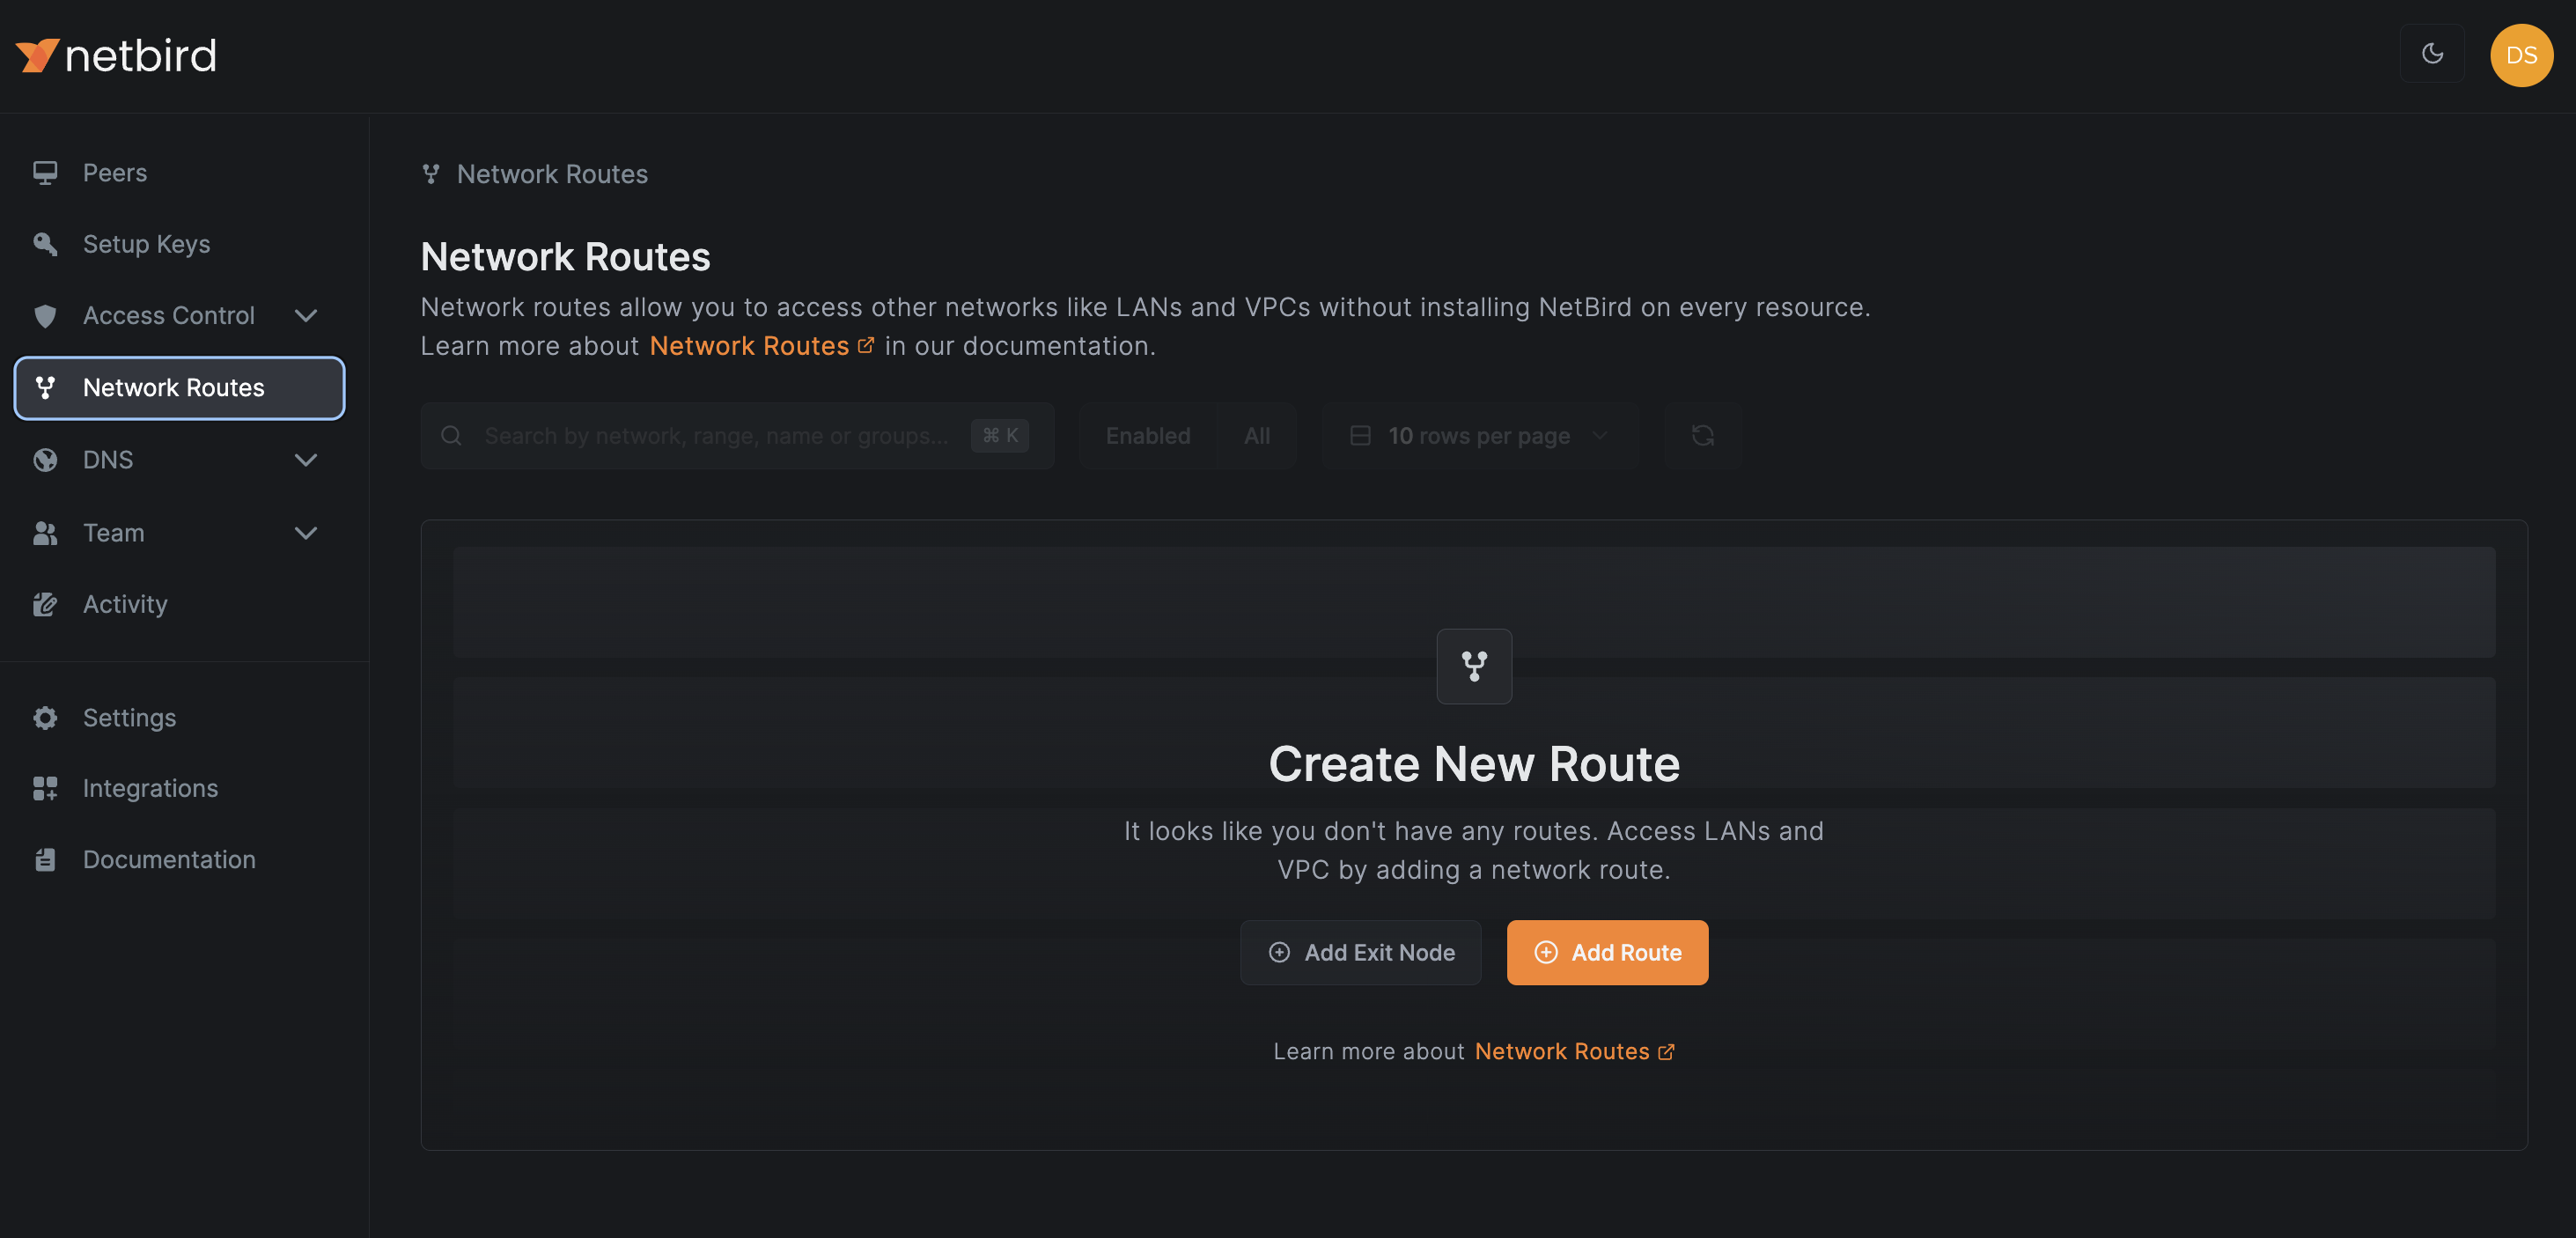 netbird
DS
Peers
Setup Keys
Access Control
Network Routes
DNS
Team
Activity
Settings
Integrations
Documentation
Network Routes
Network Routes
Network routes allow you to access other networks like LANs and VPCs without installing NetBird on every resource.
Learn more about Network Routes in our documentation.
Search by network, range, name or groups... ⌘ K
Enabled All
10 rows per page
Create New Route
It looks like you don't have any routes. Access LANs and
VPC by adding a network route.
Add Exit Node
Add Route
Learn more about Network Routes